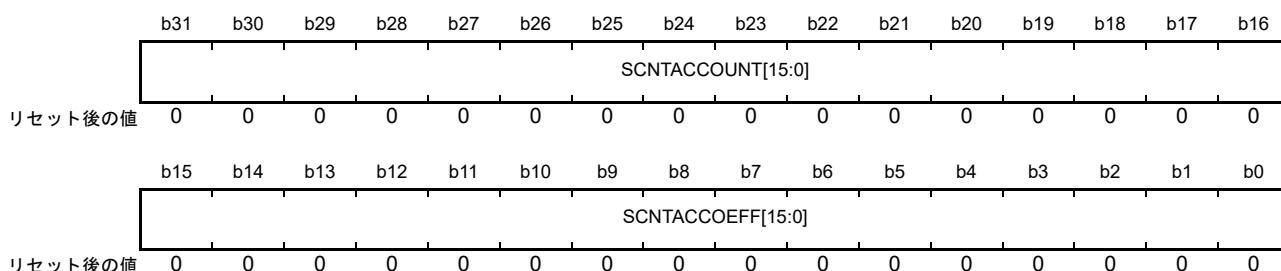 b31 b30 b29 b28 b27 b26 b25 b24 b23 b22 b21 b20 b19 b18 b17 b16
SCNTACCOUNT[15:0]
リセット後の値 0 0 0 0 0 0 0 0 0 0 0 0 0 0 0 0
b15 b14 b13 b12 b11 b10 b9 b8 b7 b6 b5 b4 b3 b2 b1 b0
SCNTACCOEFF[15:0]
リセット後の値 0 0 0 0 0 0 0 0 0 0 0 0 0 0 0 0